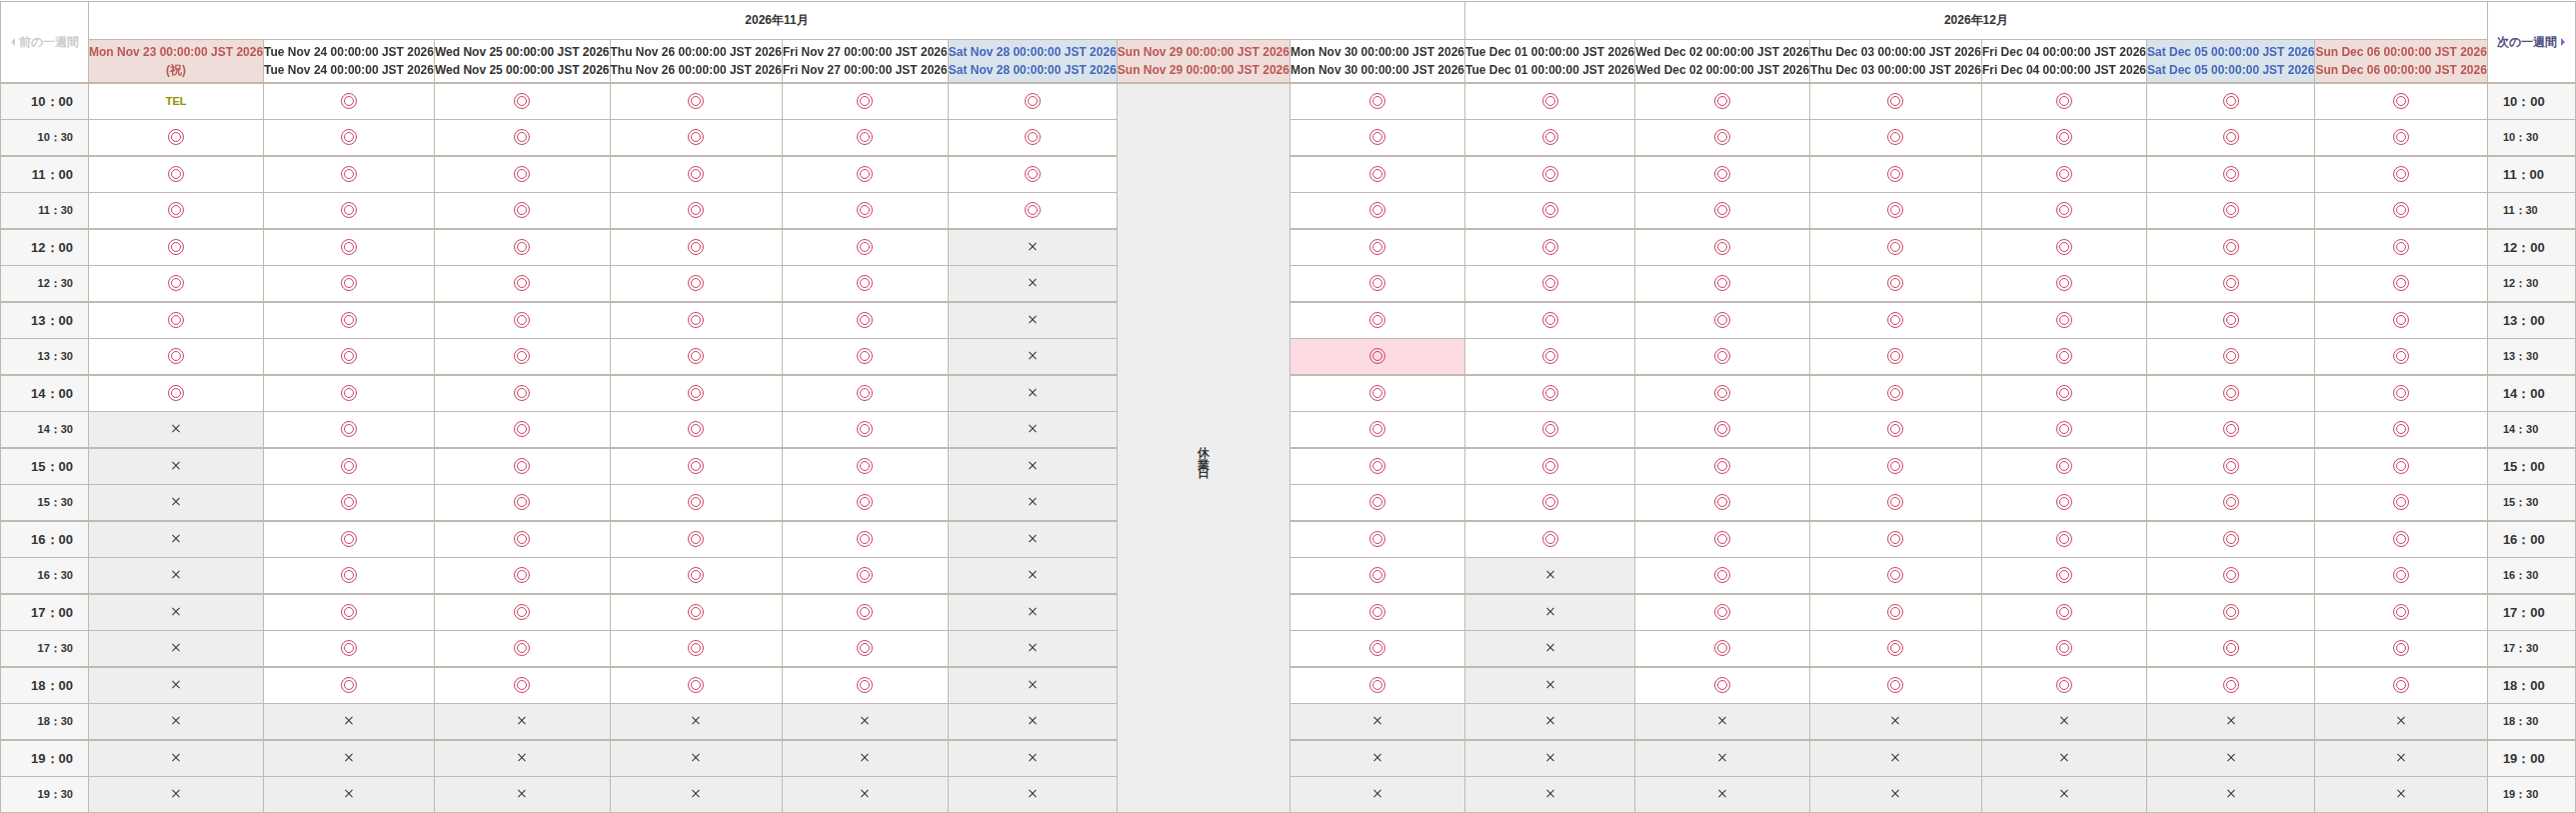 前の一週間 2026年11月 2026年12月 次の一週間
Mon Nov 23 00:00:00 JST 2026 Tue Nov 24 00:00:00 JST 2026 Wed Nov 25 00:00:00 JST 2026 Thu Nov 26 00:00:00 JST 2026 Fri Nov 27 00:00:00 JST 2026 Sat Nov 28 00:00:00 JST 2026 Sun Nov 29 00:00:00 JST 2026 Mon Nov 30 00:00:00 JST 2026 Tue Dec 01 00:00:00 JST 2026 Wed Dec 02 00:00:00 JST 2026 Thu Dec 03 00:00:00 JST 2026 Fri Dec 04 00:00:00 JST 2026 Sat Dec 05 00:00:00 JST 2026 Sun Dec 06 00:00:00 JST 2026
(祝) Tue Nov 24 00:00:00 JST 2026 Wed Nov 25 00:00:00 JST 2026 Thu Nov 26 00:00:00 JST 2026 Fri Nov 27 00:00:00 JST 2026 Sat Nov 28 00:00:00 JST 2026 Sun Nov 29 00:00:00 JST 2026 Mon Nov 30 00:00:00 JST 2026 Tue Dec 01 00:00:00 JST 2026 Wed Dec 02 00:00:00 JST 2026 Thu Dec 03 00:00:00 JST 2026 Fri Dec 04 00:00:00 JST 2026 Sat Dec 05 00:00:00 JST 2026 Sun Dec 06 00:00:00 JST 2026
10：00 TEL ◎ ◎ ◎ ◎ ◎ ◎ ◎ ◎ ◎ ◎ ◎ ◎ 10：00
10：30 ◎ ◎ ◎ ◎ ◎ ◎ ◎ ◎ ◎ ◎ ◎ ◎ ◎ 10：30
11：00 ◎ ◎ ◎ ◎ ◎ ◎ ◎ ◎ ◎ ◎ ◎ ◎ ◎ 11：00
11：30 ◎ ◎ ◎ ◎ ◎ ◎ ◎ ◎ ◎ ◎ ◎ ◎ ◎ 11：30
12：00 ◎ ◎ ◎ ◎ ◎ × ◎ ◎ ◎ ◎ ◎ ◎ ◎ 12：00
12：30 ◎ ◎ ◎ ◎ ◎ × ◎ ◎ ◎ ◎ ◎ ◎ ◎ 12：30
13：00 ◎ ◎ ◎ ◎ ◎ × ◎ ◎ ◎ ◎ ◎ ◎ ◎ 13：00
13：30 ◎ ◎ ◎ ◎ ◎ × ◎ ◎ ◎ ◎ ◎ ◎ ◎ 13：30
14：00 ◎ ◎ ◎ ◎ ◎ × ◎ ◎ ◎ ◎ ◎ ◎ ◎ 14：00
14：30 × ◎ ◎ ◎ ◎ × ◎ ◎ ◎ ◎ ◎ ◎ ◎ 14：30
休業日
15：00 × ◎ ◎ ◎ ◎ × ◎ ◎ ◎ ◎ ◎ ◎ ◎ 15：00
15：30 × ◎ ◎ ◎ ◎ × ◎ ◎ ◎ ◎ ◎ ◎ ◎ 15：30
16：00 × ◎ ◎ ◎ ◎ × ◎ ◎ ◎ ◎ ◎ ◎ ◎ 16：00
16：30 × ◎ ◎ ◎ ◎ × ◎ × ◎ ◎ ◎ ◎ ◎ 16：30
17：00 × ◎ ◎ ◎ ◎ × ◎ × ◎ ◎ ◎ ◎ ◎ 17：00
17：30 × ◎ ◎ ◎ ◎ × ◎ × ◎ ◎ ◎ ◎ ◎ 17：30
18：00 × ◎ ◎ ◎ ◎ × ◎ × ◎ ◎ ◎ ◎ ◎ 18：00
18：30 × × × × × × × × × × × × × 18：30
19：00 × × × × × × × × × × × × × 19：00
19：30 × × × × × × × × × × × × × 19：30